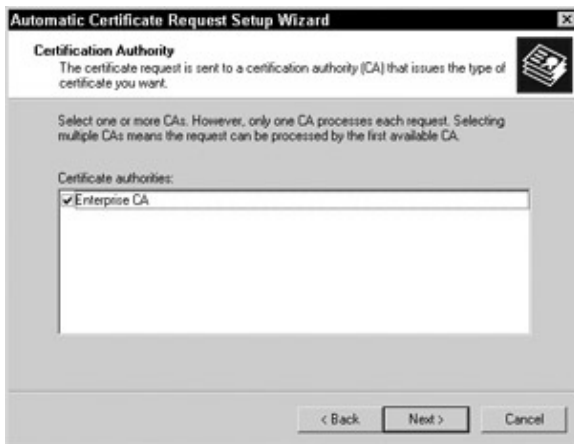 Automatic Certificate Request Setup Wizard
Certification Authority
The certificate request is sent to a certification authority (CA) that issues the type of
certificate you want.
Select one or more CAs. However, only one CA processes each request. Selecting
multiple CAs means the request can be processed by the first available CA.
Certificate authorities:
Enterprise CA
< Back Next > Cancel